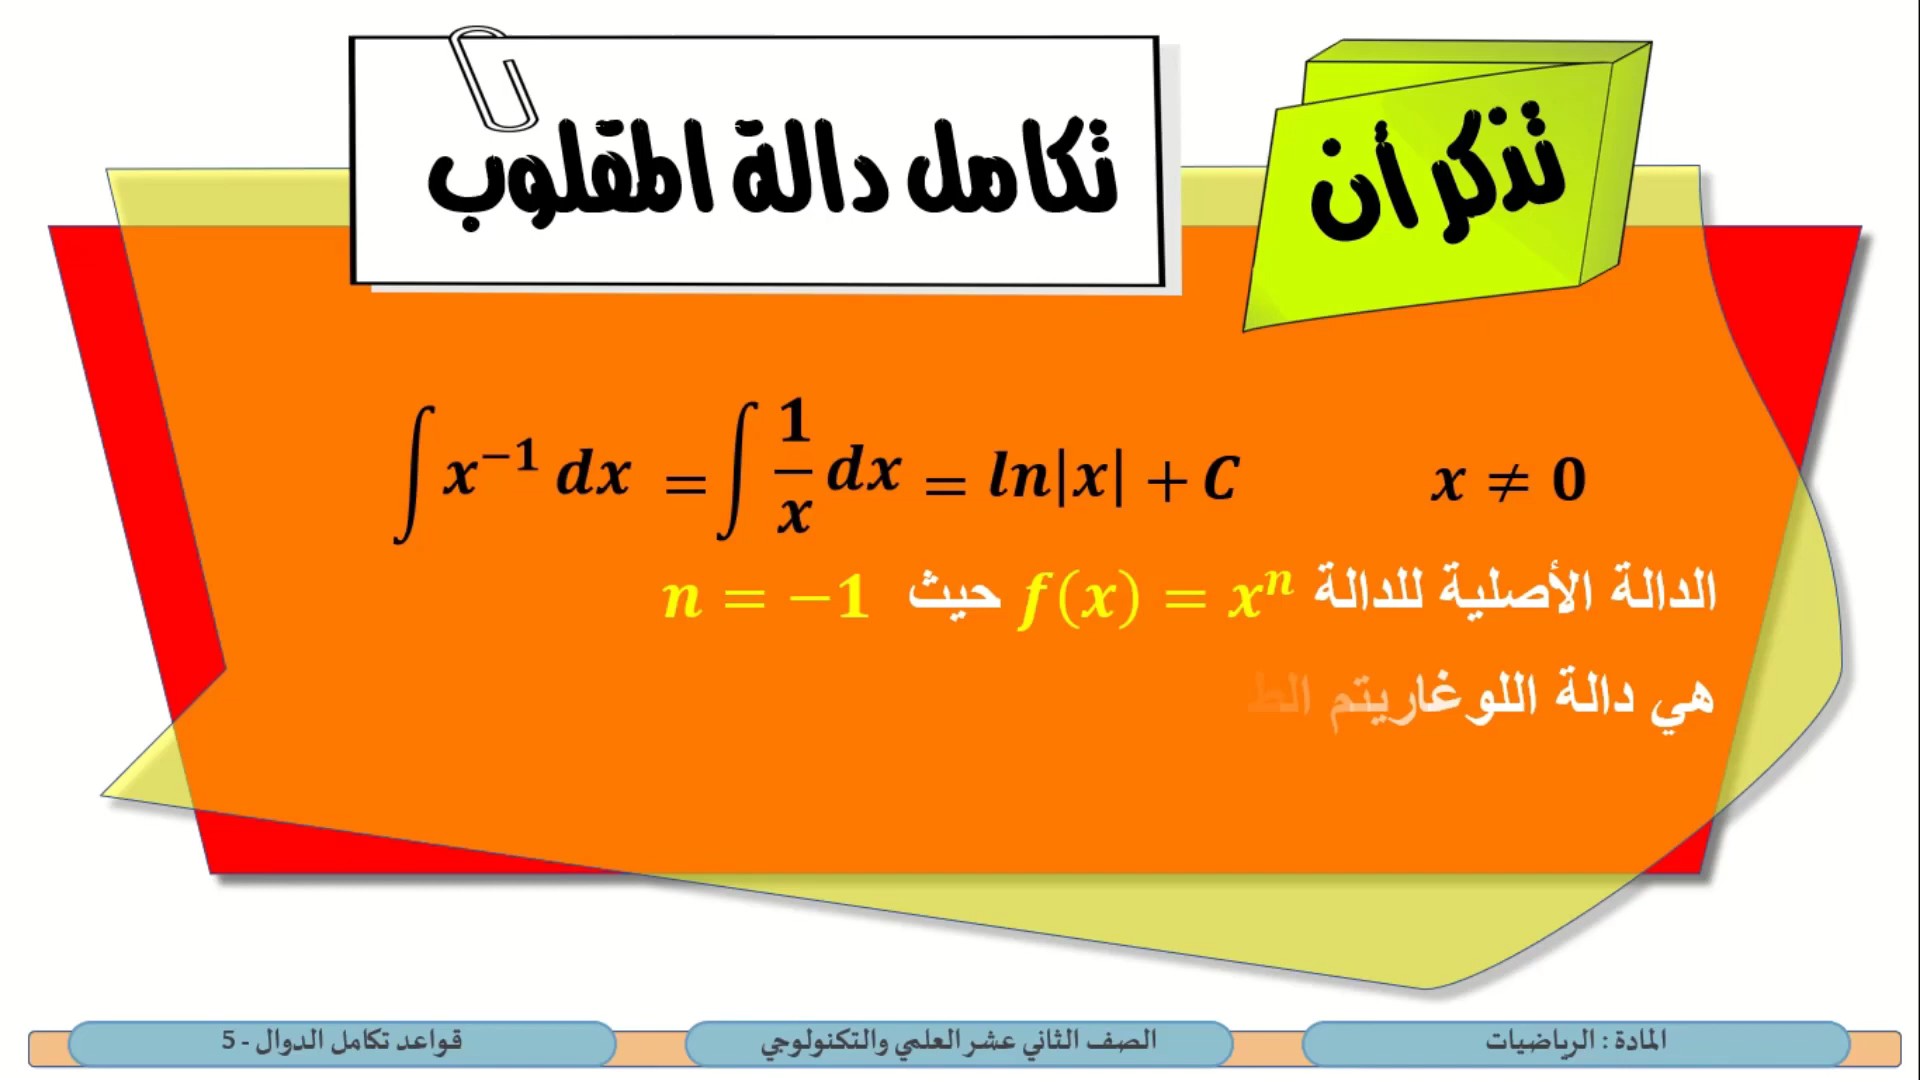 تذكر أن
تكامل دالة المقلوب
∫ x⁻¹ dx = ∫ 1/x dx = ln|x| + C x ≠ 0
الدالة الأصلية للدالة f(x) = xⁿ حيث n = −1
هي دالة اللوغاريتم
المادة : الرياضيات
الصف الثاني عشر العلمي والتكنولوجي
قواعد تكامل الدوال - 5